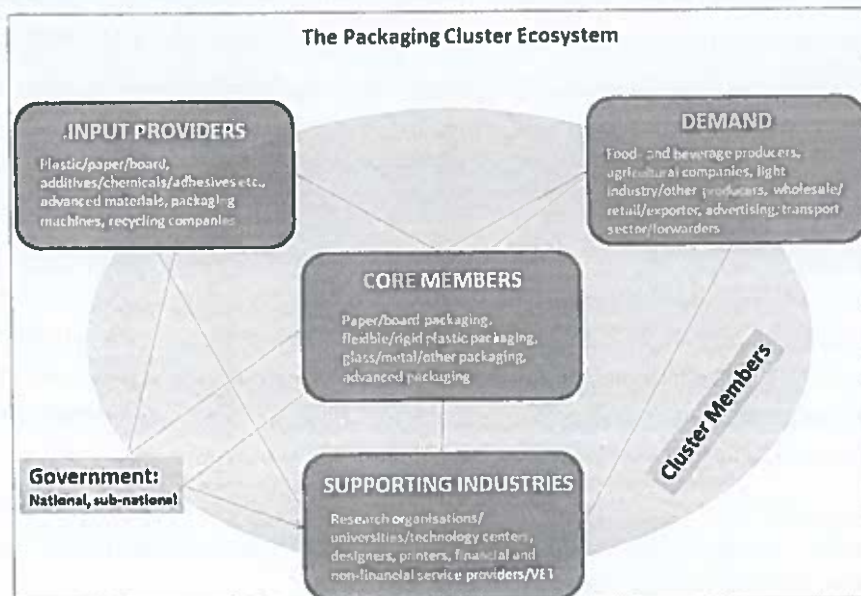 The Packaging Cluster Ecosystem
INPUT PROVIDERS
Plastic/paper/board,
additives/chemicals/adhesives etc.,
advanced materials, packaging
machines, recycling companies
DEMAND
Food- and beverage producers,
agricultural companies, light
industry/other producers, wholesale/
retail/exporter, advertising, transport
sector/forwarders
CORE MEMBERS
Paper/board packaging,
flexible/rigid plastic packaging,
glass/metal/other packaging,
advanced packaging
Cluster Members
Government:
National, sub-national
SUPPORTING INDUSTRIES
Research organisations/
universities/technology centers,
designers, printers, financial and
non-financial service providers/VET